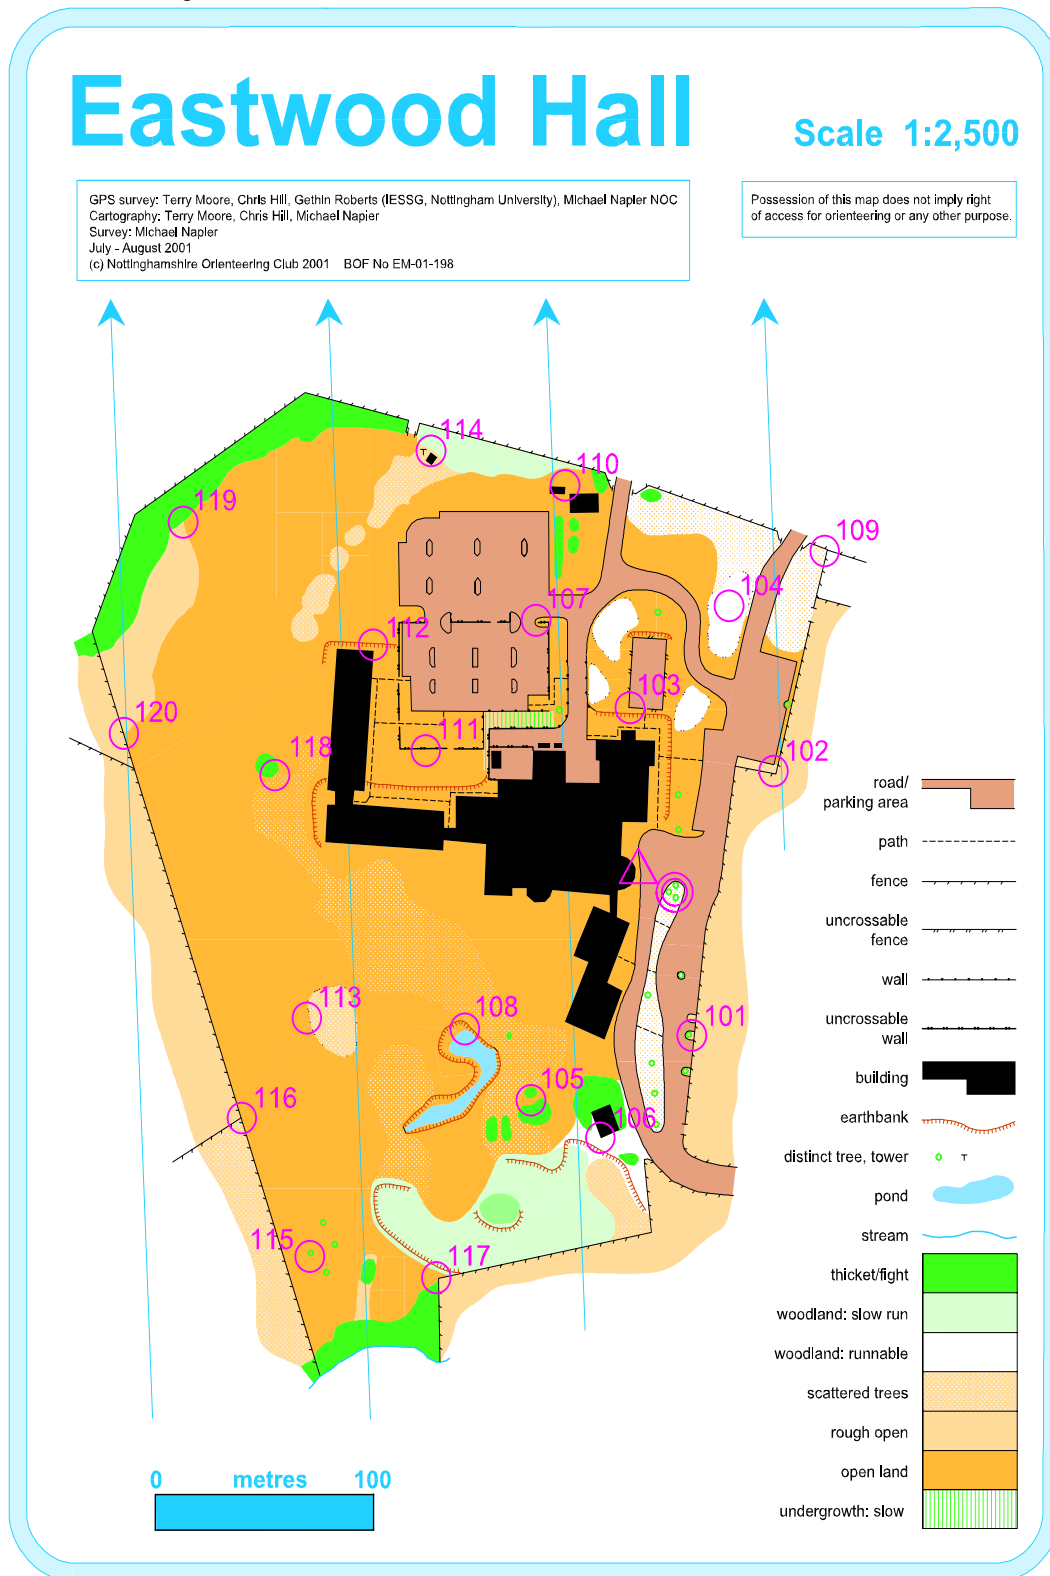 Eastwood Hall
Scale 1:2,500
GPS survey: Terry Moore, Chris Hill, Gethin Roberts (IESSG, Nottingham University), Michael Napier NOC
Cartography: Terry Moore, Chris Hill, Michael Napier
Survey: Michael Napier
July - August 2001
(c) Nottinghamshire Orienteering Club 2001 BOF No EM-01-198
Possession of this map does not imply right
of access for orienteering or any other purpose.
114
110
119
109
104
107
112
103
120
111
118
102
113
108
101
105
116
106
115
117
road/
parking area
path
fence
uncrossable
fence
wall
uncrossable
wall
building
earthbank
distinct tree, tower
T
pond
stream
thicket/fight
woodland: slow run
woodland: runnable
scattered trees
rough open
open land
undergrowth: slow
0 metres 100